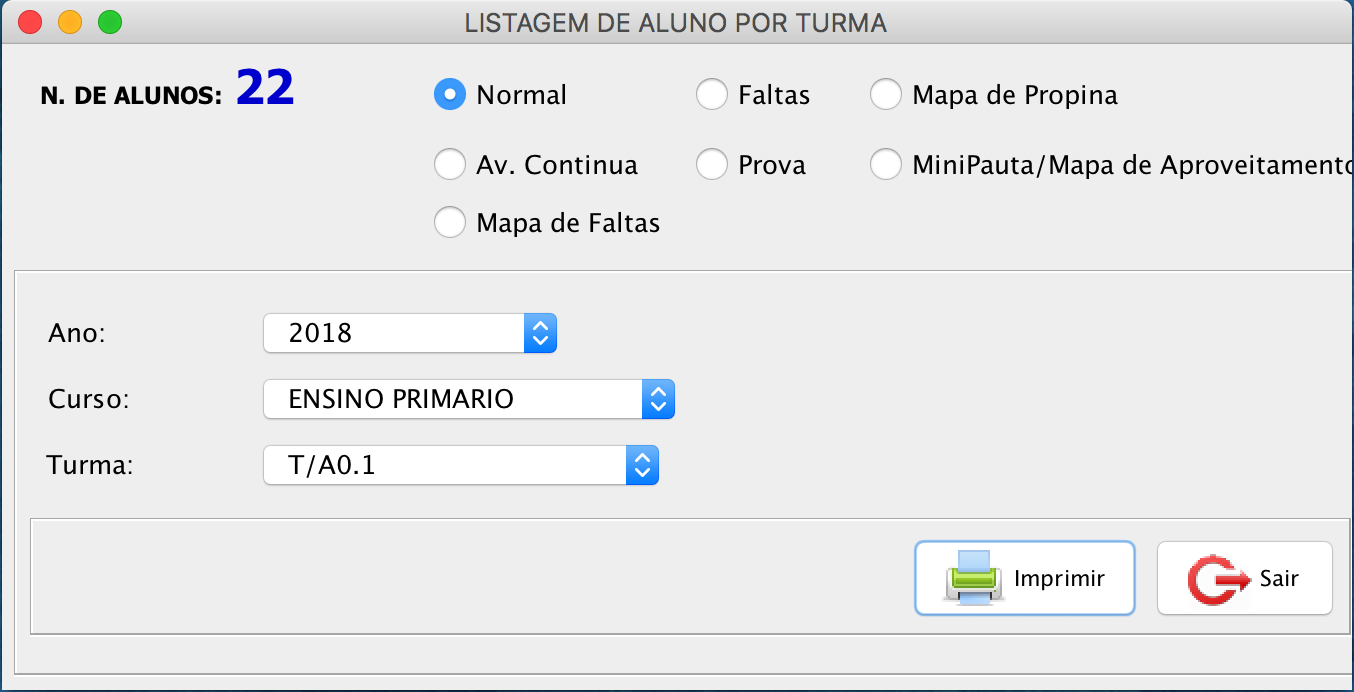 LISTAGEM DE ALUNO POR TURMA
N. DE ALUNOS: 22
Normal Faltas Mapa de Propina
Av. Continua Prova MiniPauta/Mapa de Aproveitamento
Mapa de Faltas
Ano: 2018
Curso: ENSINO PRIMARIO
Turma: T/A0.1
Imprimir Sair